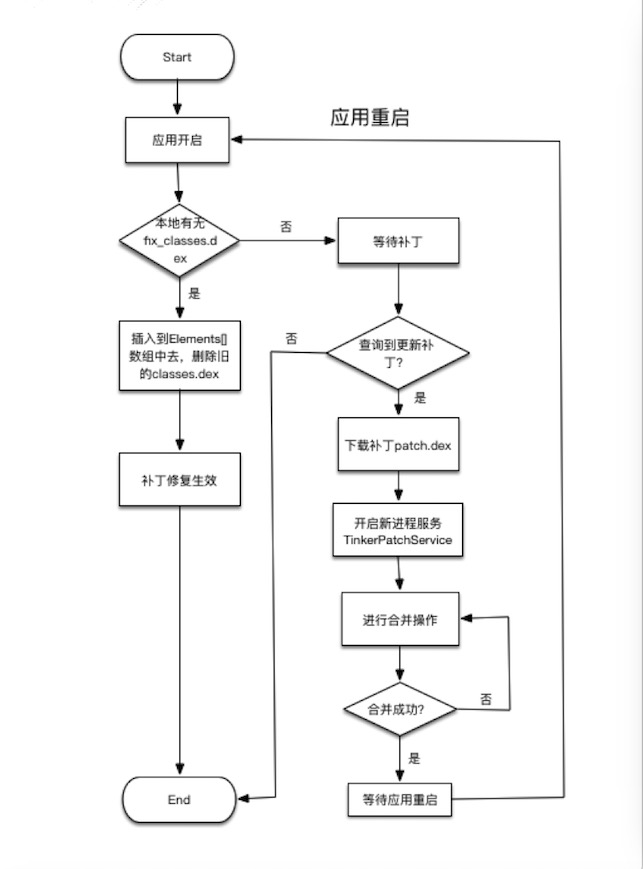 Start
应用重启
应用开启
本地有无
fix_classes.d
ex
否
等待补丁
是
插入到Elements[]
数组中去，删除旧
的classes.dex
否
查询到更新补
丁？
是
下载补丁patch.dex
补丁修复生效
开启新进程服务
TinkerPatchService
进行合并操作
合并成功？
否
是
End
等待应用重启